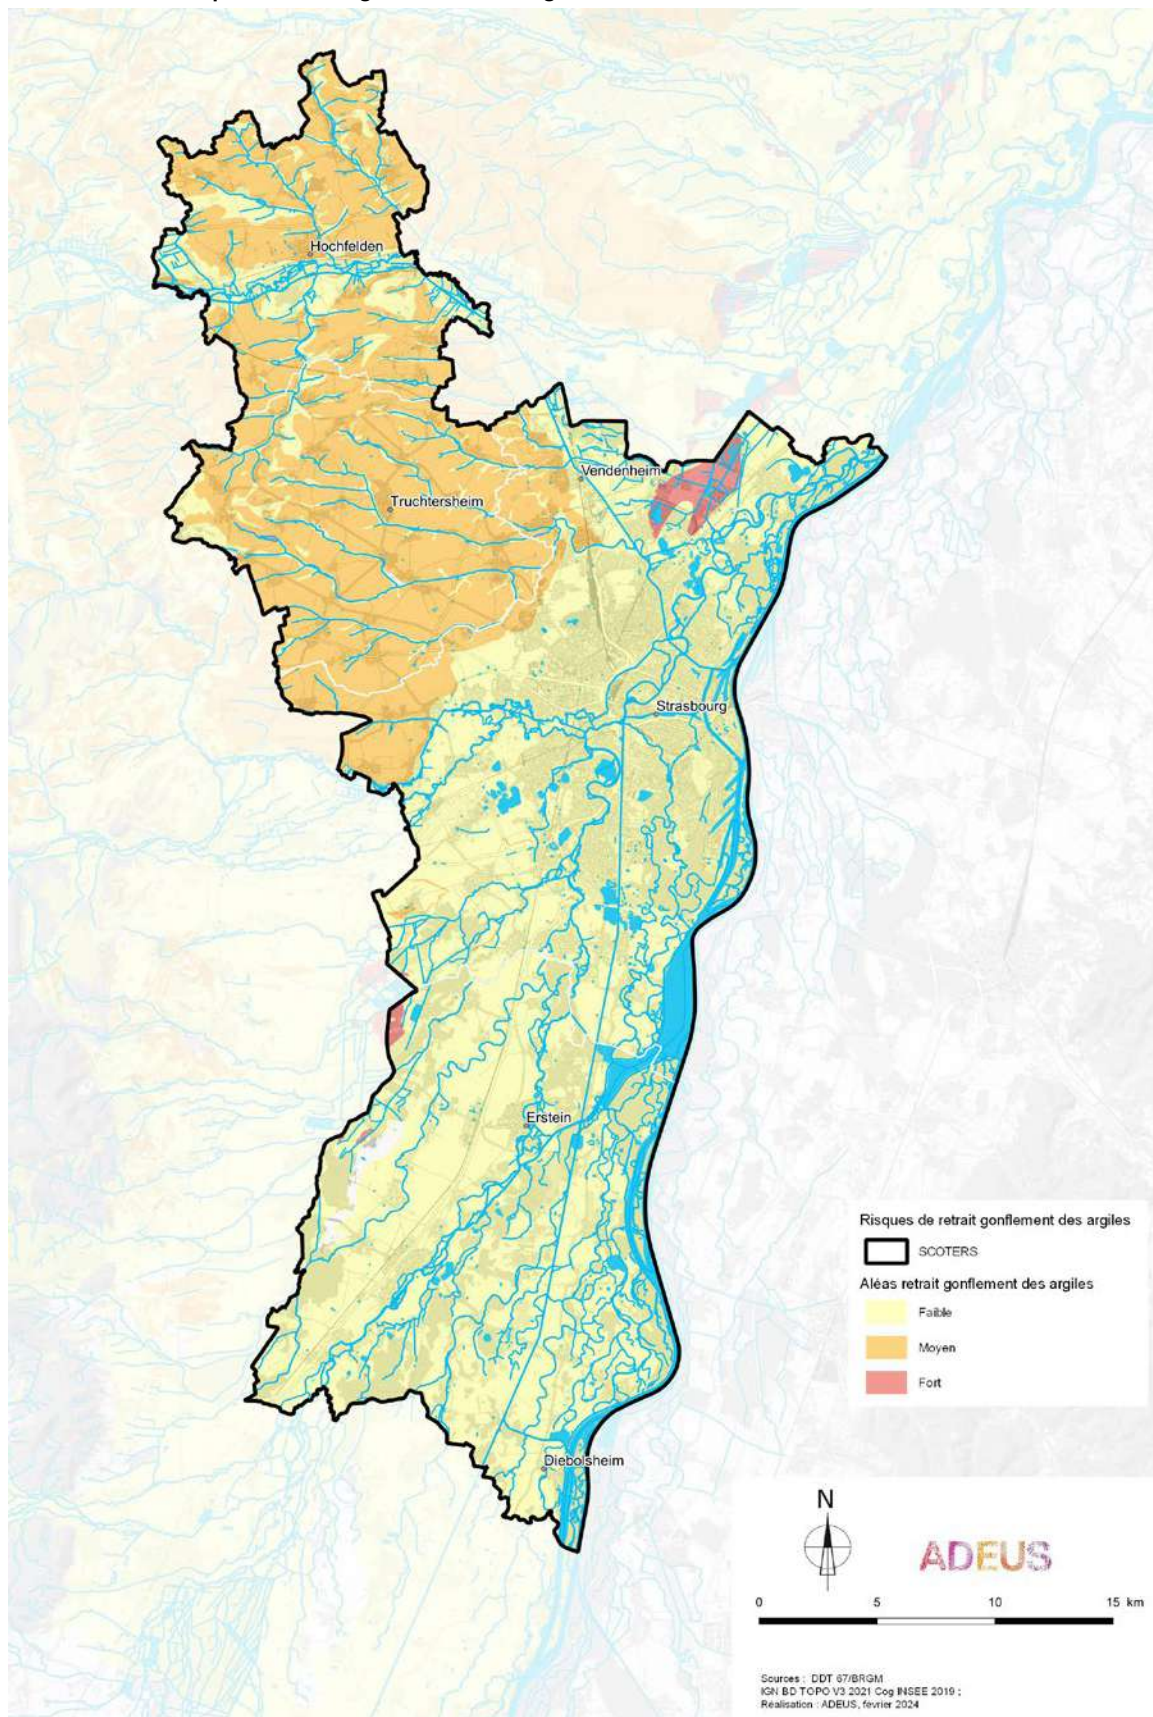 Hochfelden
Vendenheim
Truchtersheim
Strasbourg
Erstein
Diebolsheim
Risques de retrait gonflement des argiles
SCOTERS
Aléas retrait gonflement des argiles
Faible
Moyen
Fort
N
ADEUS
0 5 10 15 km
Sources : DDT 67/BRGM
IGN BD TOPO V3 2021 Cog INSEE 2019 ;
Réalisation : ADEUS, février 2024